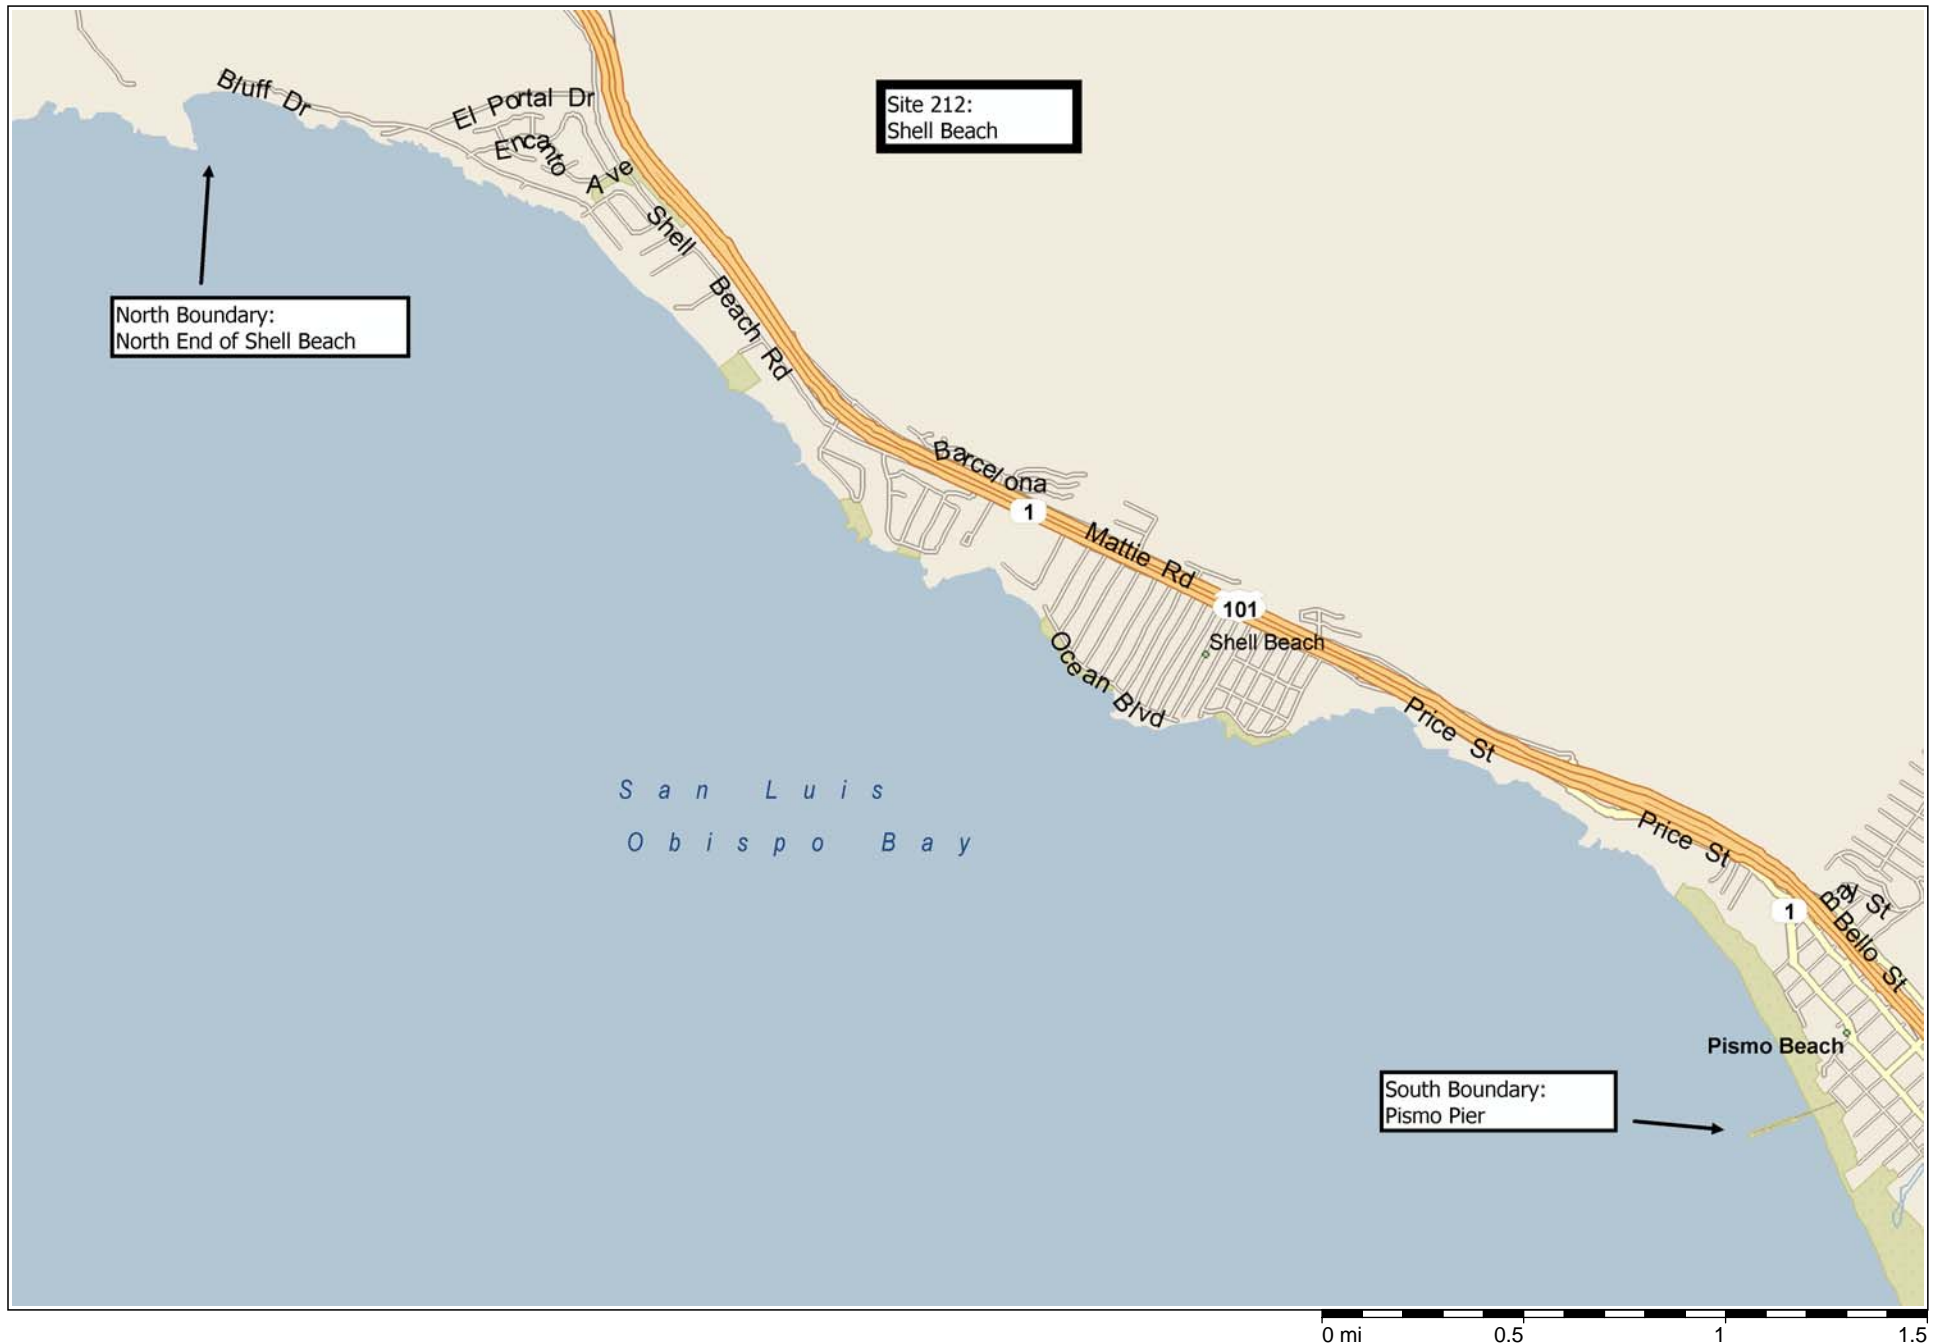 Bluff Dr
El Portal Dr
Encanto Ave
Site 212:
Shell Beach
North Boundary:
North End of Shell Beach
Shell Beach Rd
Barcelona
1
Mattie Rd
101
Shell Beach
Ocean Blvd
Price St
San Luis
Obispo Bay
Price St
Bay St
1
Bello St
Pismo Beach
South Boundary:
Pismo Pier
0 mi 0.5 1 1.5